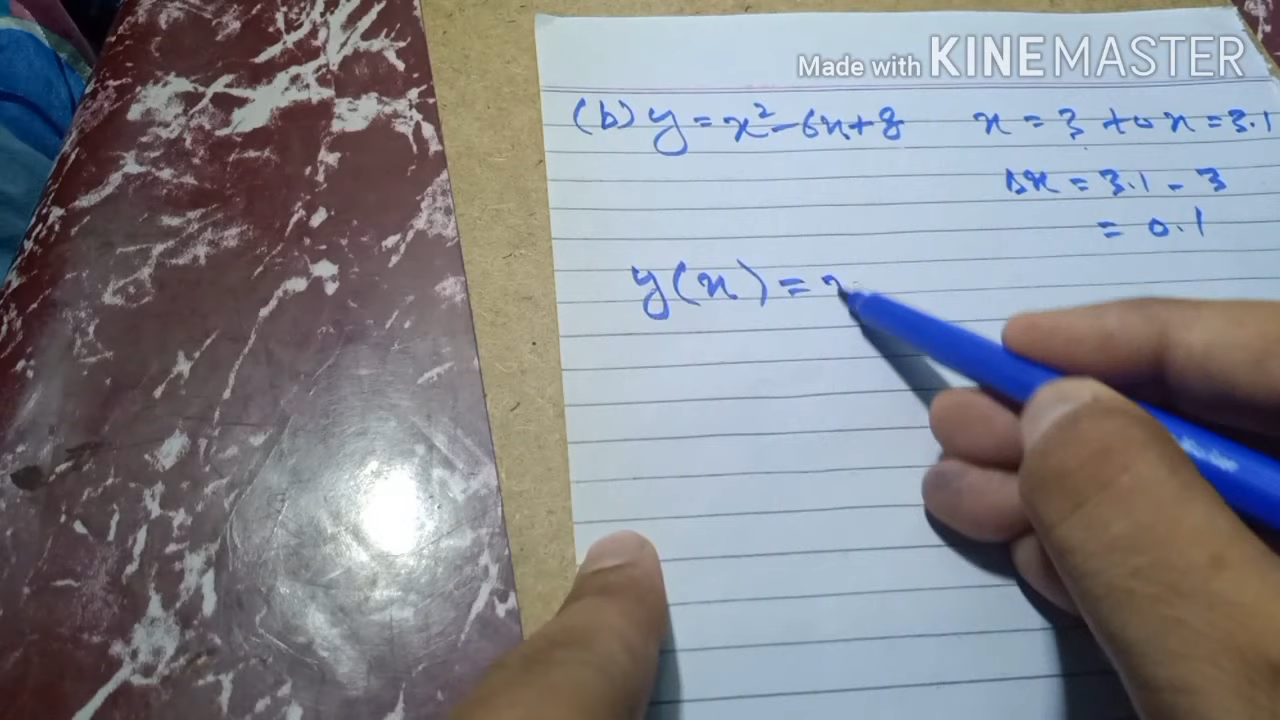 Made with KINEMASTER
(b) y = x² - 6x + 8 x = 3 to x = 3.1
Δx = 3.1 - 3
= 0.1
y(x) = x